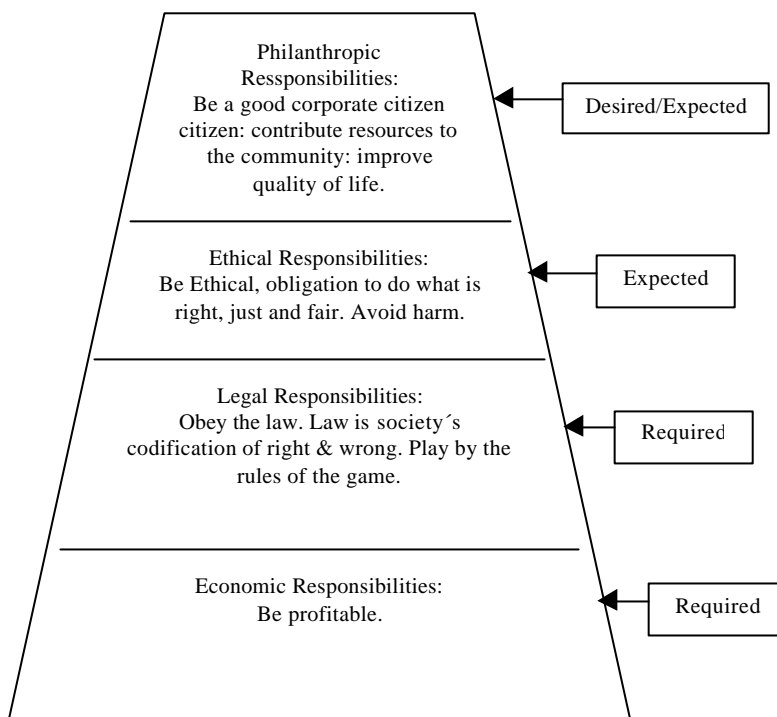 Philanthropic
Ressponsibilities:
Be a good corporate citizen
citizen: contribute resources to
the community: improve
quality of life.
Desired/Expected
Ethical Responsibilities:
Be Ethical, obligation to do what is
right, just and fair. Avoid harm.
Expected
Legal Responsibilities:
Obey the law. Law is society´s
codification of right & wrong. Play by the
rules of the game.
Required
Economic Responsibilities:
Be profitable.
Required